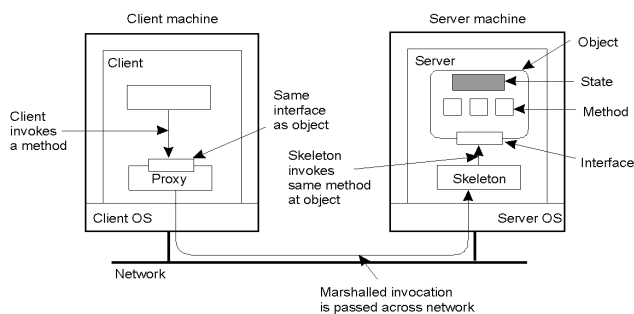 Client machine
Server machine
Object
Client
Server
State
Same
interface
as object
Method
Client
invokes
a method
Skeleton
invokes
same method
at object
Interface
Proxy
Skeleton
Client OS
Server OS
Network
Marshalled invocation
is passed across network